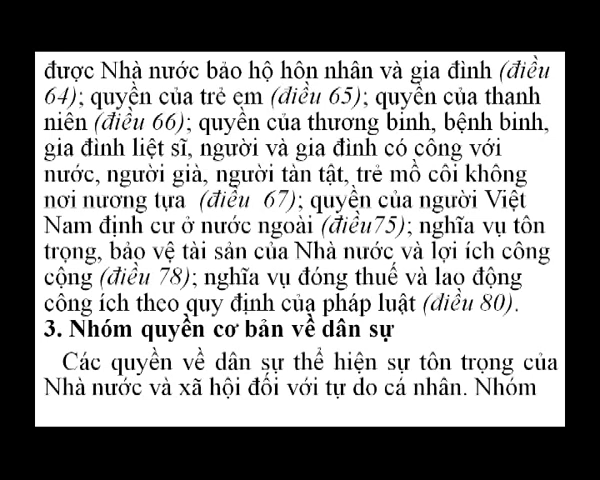 được Nhà nước bảo hộ hôn nhân và gia đình (điều
64); quyền của trẻ em (điều 65); quyền của thanh
niên (điều 66); quyền của thương binh, bệnh binh,
gia đình liệt sĩ, người và gia đình có công với
nước, người già, người tàn tật, trẻ mồ côi không
nơi nương tựa (điều 67); quyền của người Việt
Nam định cư ở nước ngoài (điều75); nghĩa vụ tôn
trọng, bảo vệ tài sản của Nhà nước và lợi ích công
cộng (điều 78); nghĩa vụ đóng thuế và lao động
công ích theo quy định của pháp luật (điều 80).
3. Nhóm quyền cơ bản về dân sự
Các quyền về dân sự thể hiện sự tôn trọng của
Nhà nước và xã hội đối với tự do cá nhân. Nhóm